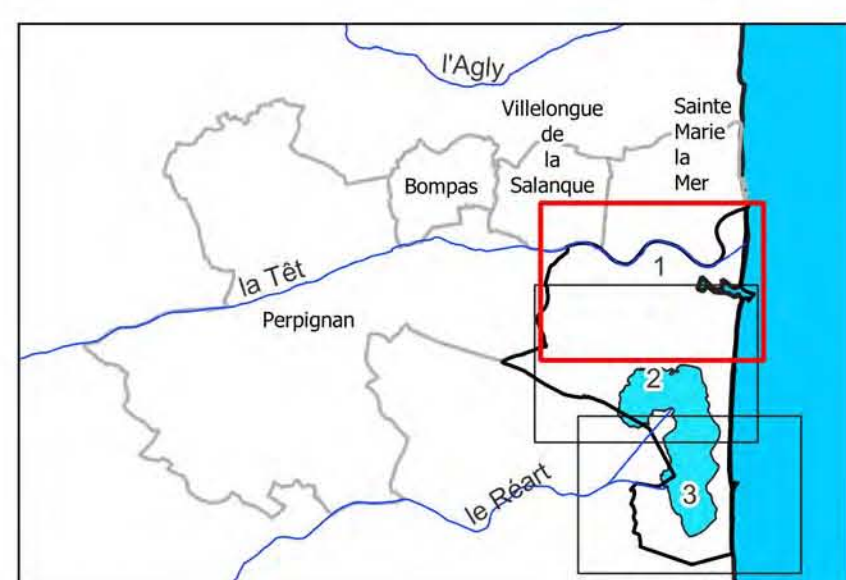 l'Agly
Villelongue
de
la
Salanque
Sainte
Marie
la
Mer
Bompas
la Têt
1
Perpignan
2
le Réart
3